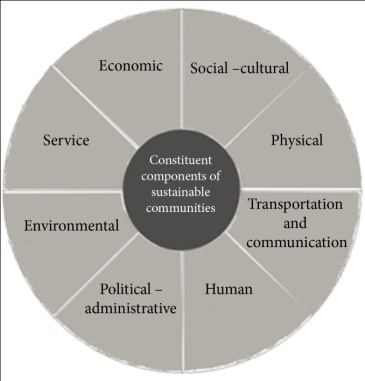 Economic
Social –cultural
Physical
Transportation
and
communication
Human
Political –
administrative
Environmental
Service
Constituent
components of
sustainable
communities